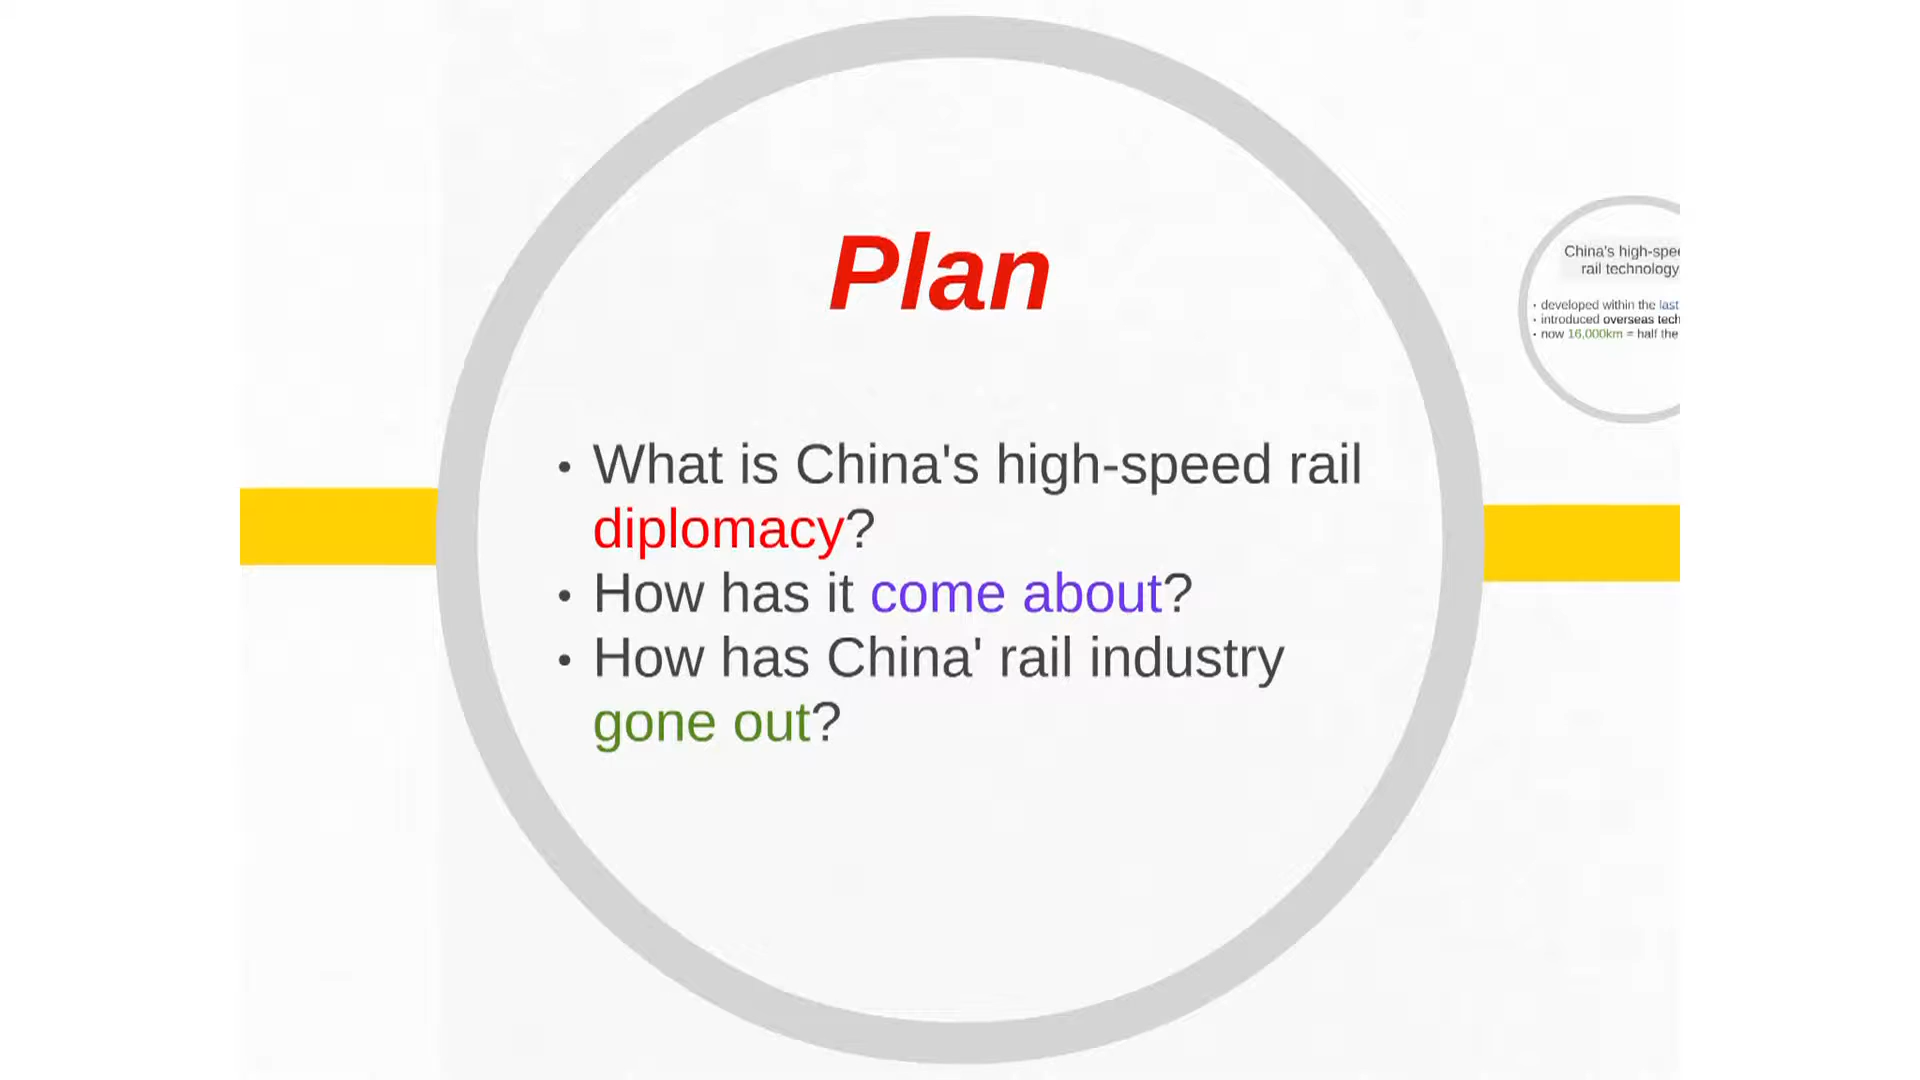 Plan
• What is China's high-speed rail
diplomacy?
• How has it come about?
• How has China' rail industry
gone out?
China's high-spe
rail technology
• developed within the last
• introduced overseas tech
• now 16,000km = half the